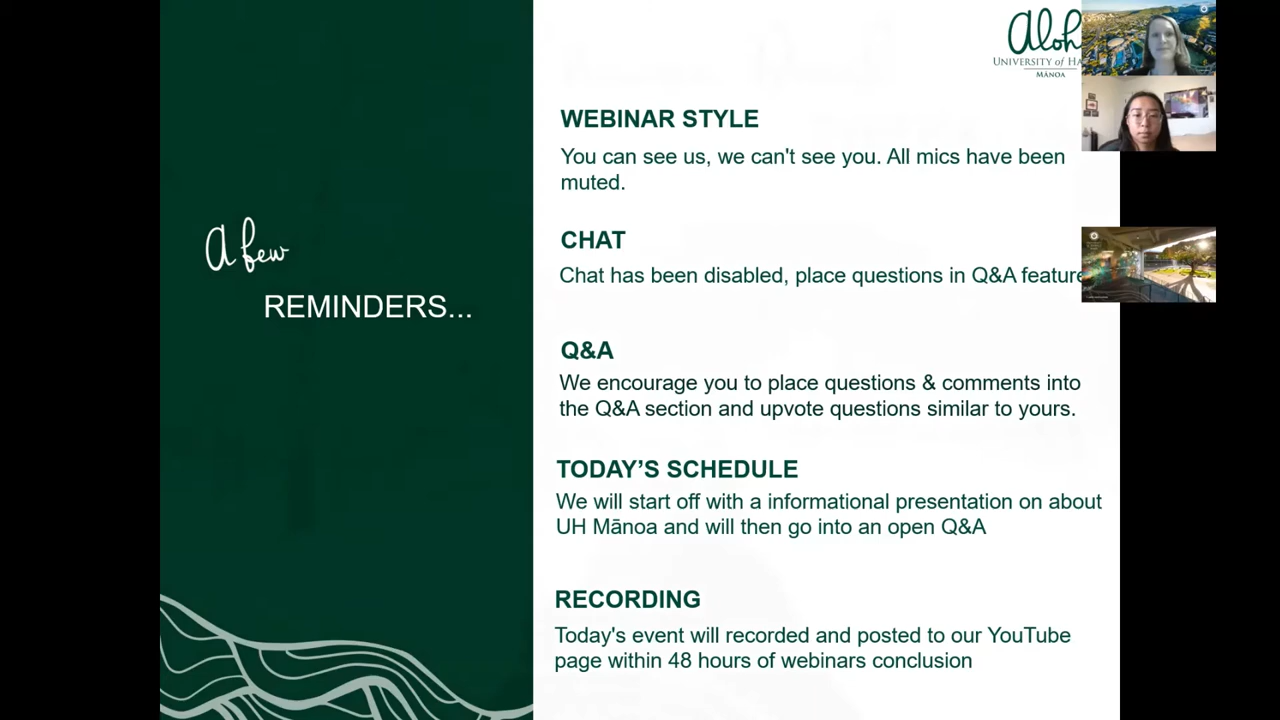 Aloh
UNIVERSITY of HA
MĀNOA
WEBINAR STYLE
You can see us, we can't see you. All mics have been
muted.
CHAT
Chat has been disabled, place questions in Q&A feature
A few
REMINDERS...
Q&A
We encourage you to place questions & comments into
the Q&A section and upvote questions similar to yours.
TODAY’S SCHEDULE
We will start off with a informational presentation on about
UH Mānoa and will then go into an open Q&A
RECORDING
Today's event will recorded and posted to our YouTube
page within 48 hours of webinars conclusion